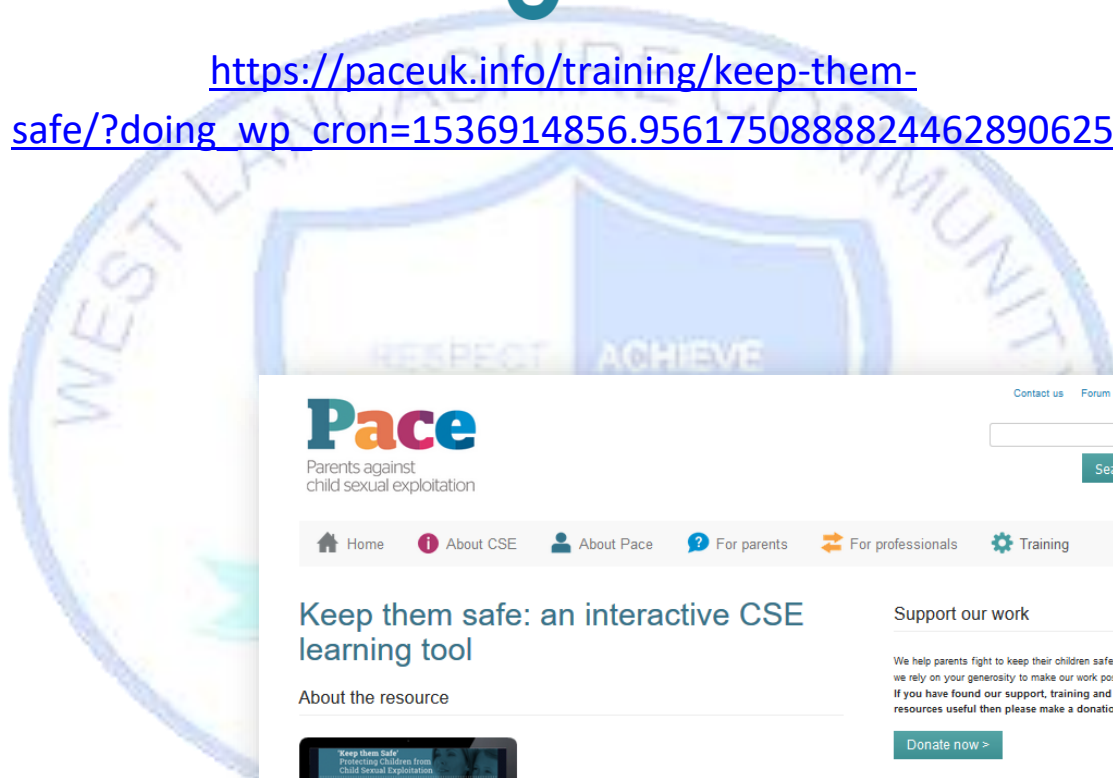 https://paceuk.info/training/keep-them-
safe/?doing_wp_cron=1536914856.9561750888824462890625
WEST LANCASHIRE COMMUNIT
RESPECT ACHIEVE
Contact us Forum
Pace
Parents against
child sexual exploitation
Home About CSE About Pace For parents For professionals Training
Keep them safe: an interactive CSE
learning tool
Support our work
About the resource
We help parents fight to keep their children safe
we rely on your generosity to make our work
If you have found our support, training and
resources useful then please make a
Donate now >
'Keep them Safe'
Protecting Children from
Child Sexual Exploitation